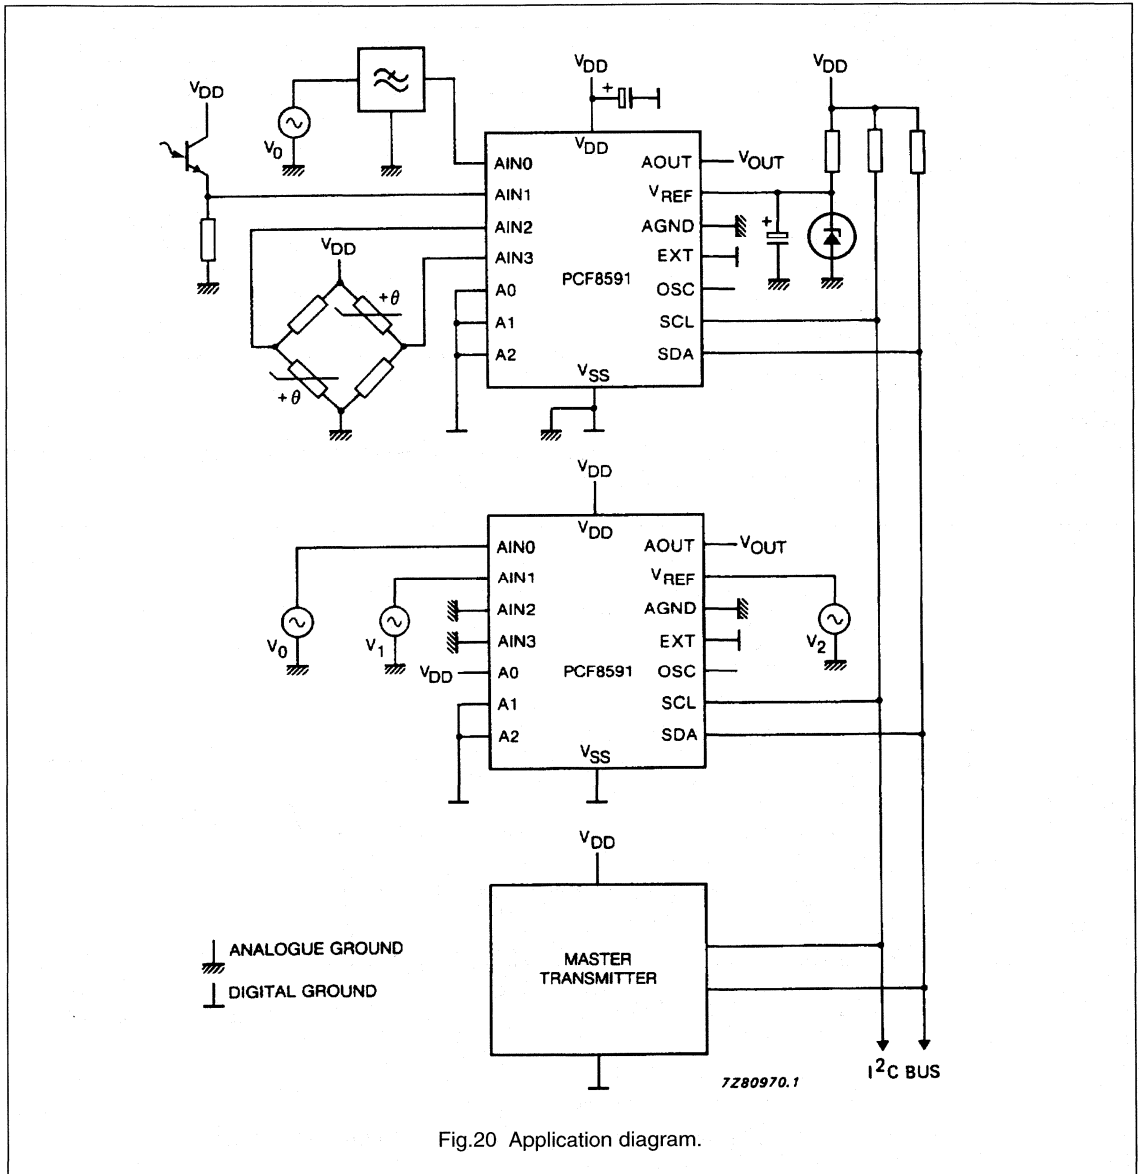 VDD
V0
VDD
VDD
AIN0
AIN1
AIN2
AIN3
A0
A1
A2
VDD
+
VDD
PCF8591
VSS
AOUT
VREF
AGND
EXT
OSC
SCL
SDA
VOUT
VDD
+
+θ
+θ
VDD
VDD
AIN0
AIN1
AIN2
AIN3
A0
A1
A2
V0
V1
VDD
PCF8591
VSS
AOUT
VREF
AGND
EXT
OSC
SCL
SDA
VOUT
V2
VDD
MASTER
TRANSMITTER
ANALOGUE GROUND
DIGITAL GROUND
I2C BUS
7Z80970.1
Fig.20 Application diagram.